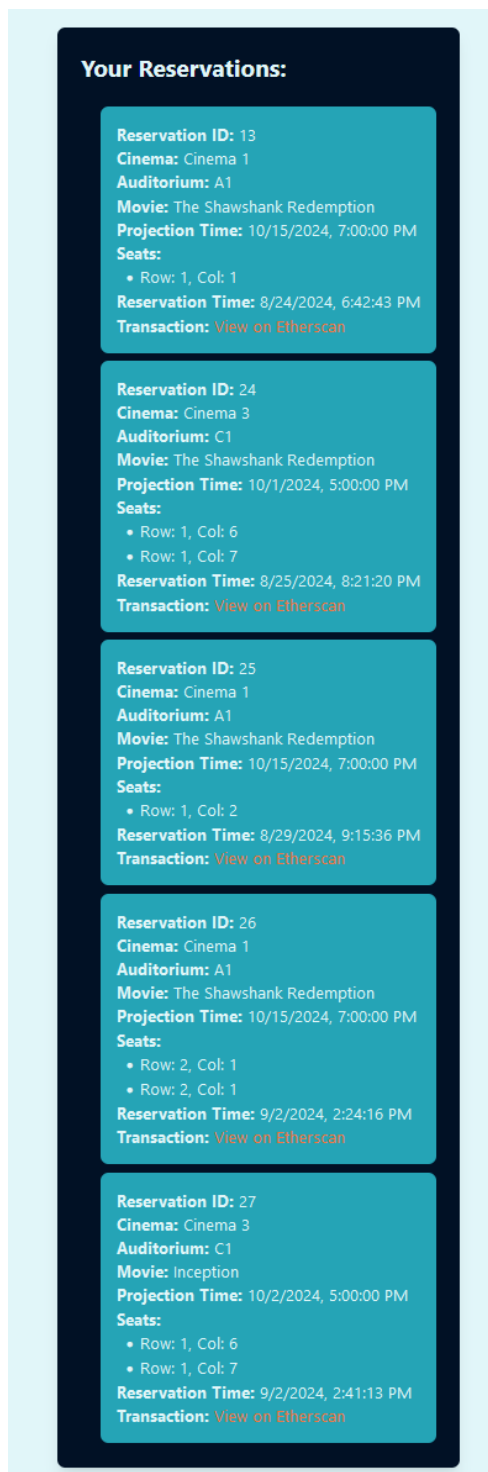 Your Reservations:
Reservation ID: 13
Cinema: Cinema 1
Auditorium: A1
Movie: The Shawshank Redemption
Projection Time: 10/15/2024, 7:00:00 PM
Seats:
• Row: 1, Col: 1
Reservation Time: 8/24/2024, 6:42:43 PM
Transaction: View on Etherscan
Reservation ID: 24
Cinema: Cinema 3
Auditorium: C1
Movie: The Shawshank Redemption
Projection Time: 10/1/2024, 5:00:00 PM
Seats:
• Row: 1, Col: 6
• Row: 1, Col: 7
Reservation Time: 8/25/2024, 8:21:20 PM
Transaction: View on Etherscan
Reservation ID: 25
Cinema: Cinema 1
Auditorium: A1
Movie: The Shawshank Redemption
Projection Time: 10/15/2024, 7:00:00 PM
Seats:
• Row: 1, Col: 2
Reservation Time: 8/29/2024, 9:15:36 PM
Transaction: View on Etherscan
Reservation ID: 26
Cinema: Cinema 1
Auditorium: A1
Movie: The Shawshank Redemption
Projection Time: 10/15/2024, 7:00:00 PM
Seats:
• Row: 2, Col: 1
• Row: 2, Col: 1
Reservation Time: 9/2/2024, 2:24:16 PM
Transaction: View on Etherscan
Reservation ID: 27
Cinema: Cinema 3
Auditorium: C1
Movie: Inception
Projection Time: 10/2/2024, 5:00:00 PM
Seats:
• Row: 1, Col: 6
• Row: 1, Col: 7
Reservation Time: 9/2/2024, 2:41:13 PM
Transaction: View on Etherscan